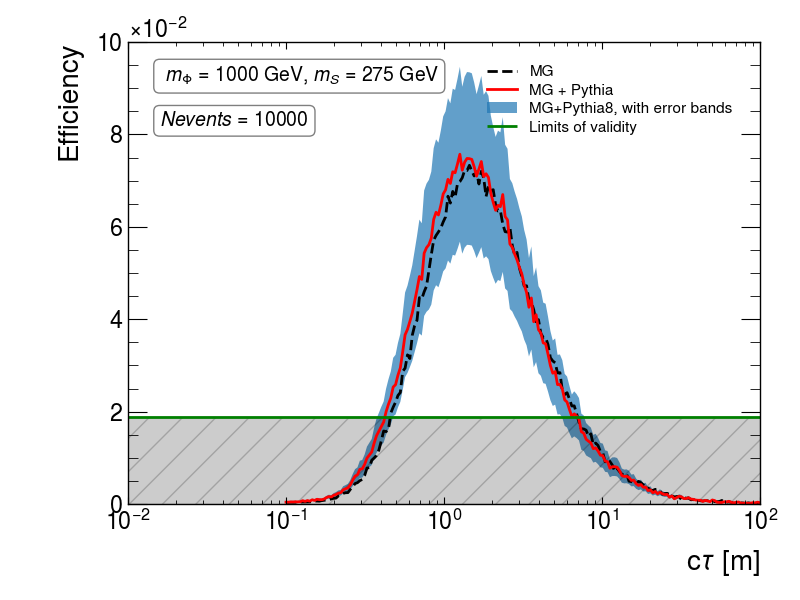 ×10⁻²
10
8
6
4
2
0
Efficiency
m_Φ = 1000 GeV, m_S = 275 GeV
Nevents = 10000
MG
MG + Pythia
MG+Pythia8, with error bands
Limits of validity
10⁻² 10⁻¹ 10⁰ 10¹ 10²
cτ [m]